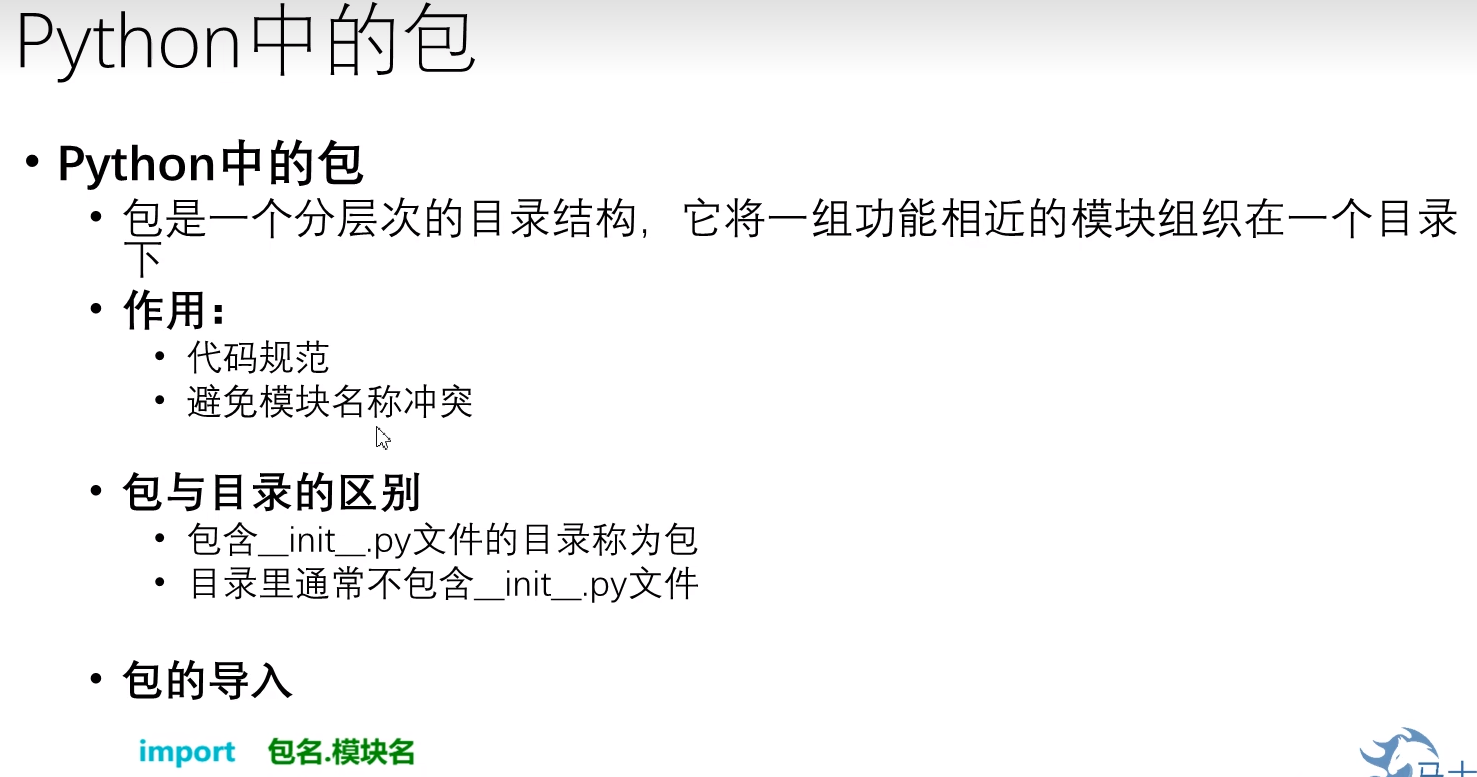 Python中的包
• Python中的包
• 包是一个分层次的目录结构，它将一组功能相近的模块组织在一个目录
下
• 作用：
• 代码规范
• 避免模块名称冲突
• 包与目录的区别
• 包含__init__.py文件的目录称为包
• 目录里通常不包含__init__.py文件
• 包的导入
import 包名.模块名